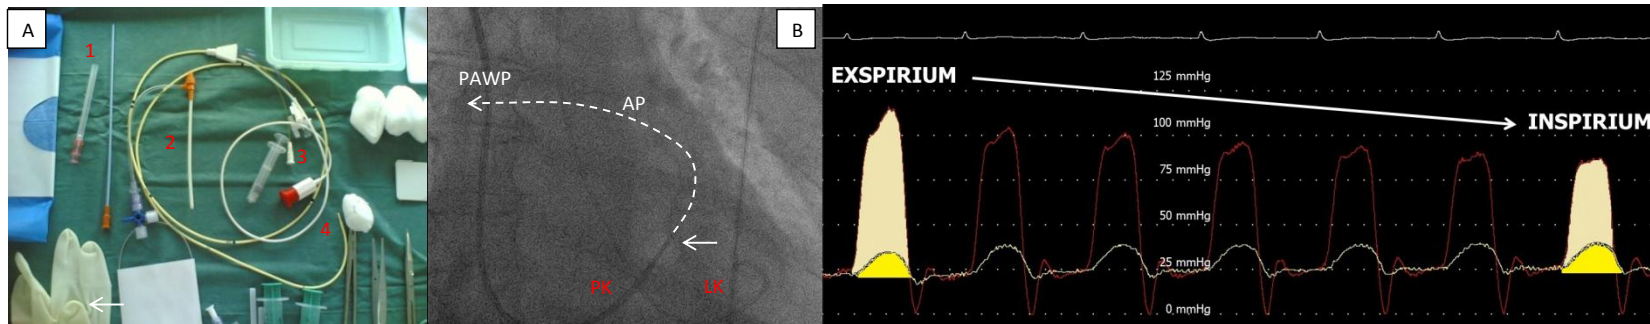 A
1
2
3
4
B
PAWP
AP
PK
LK
EXSPIRIUM
INSPIRIUM
125 mmHg
100 mmHg
75 mmHg
50 mmHg
25 mmHg
0 mmHg